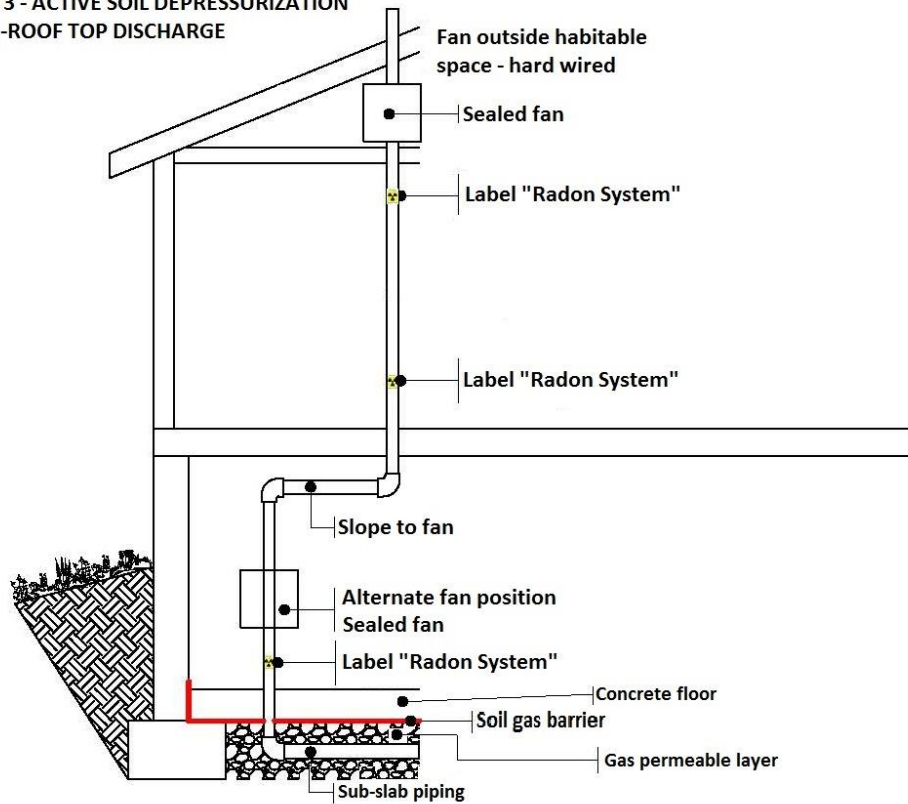 3 - ACTIVE SOIL DEPRESSURIZATION
-ROOF TOP DISCHARGE
Fan outside habitable
space - hard wired
Sealed fan
Label "Radon System"
Label "Radon System"
Slope to fan
Alternate fan position
Sealed fan
Label "Radon System"
Concrete floor
Soil gas barrier
Gas permeable layer
Sub-slab piping